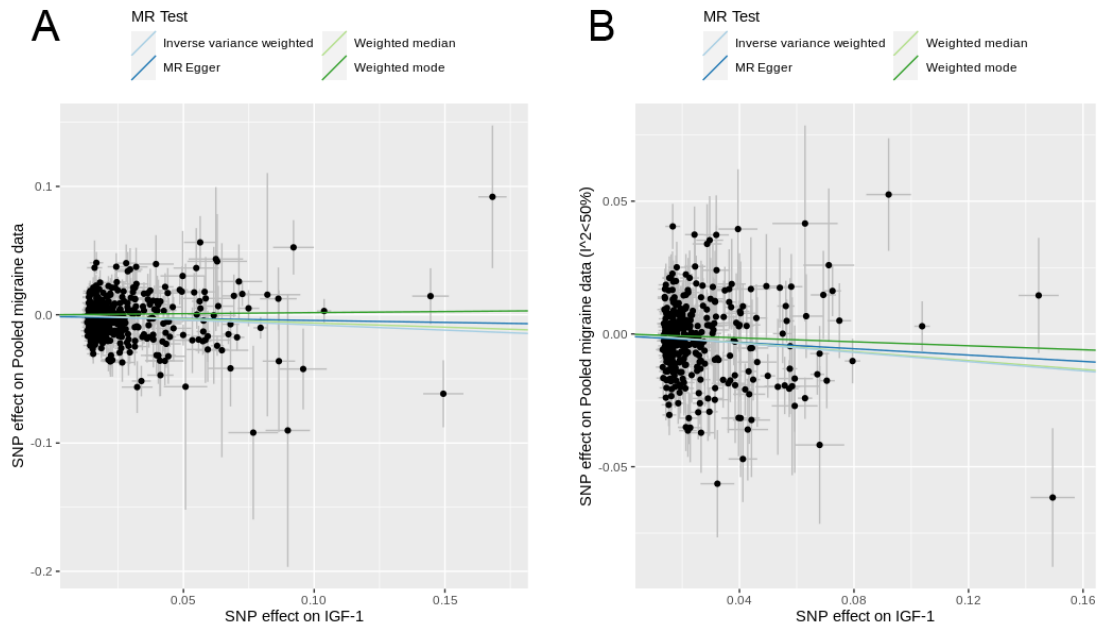 A
MR Test
Inverse variance weighted
Weighted median
MR Egger
Weighted mode
SNP effect on Pooled migraine data
0.1
0.0
-0.1
-0.2
0.05
0.10
0.15
SNP effect on IGF-1
B
MR Test
Inverse variance weighted
Weighted median
MR Egger
Weighted mode
SNP effect on Pooled migraine data (I^2<50%)
0.05
0.00
-0.05
0.04
0.08
0.12
0.16
SNP effect on IGF-1